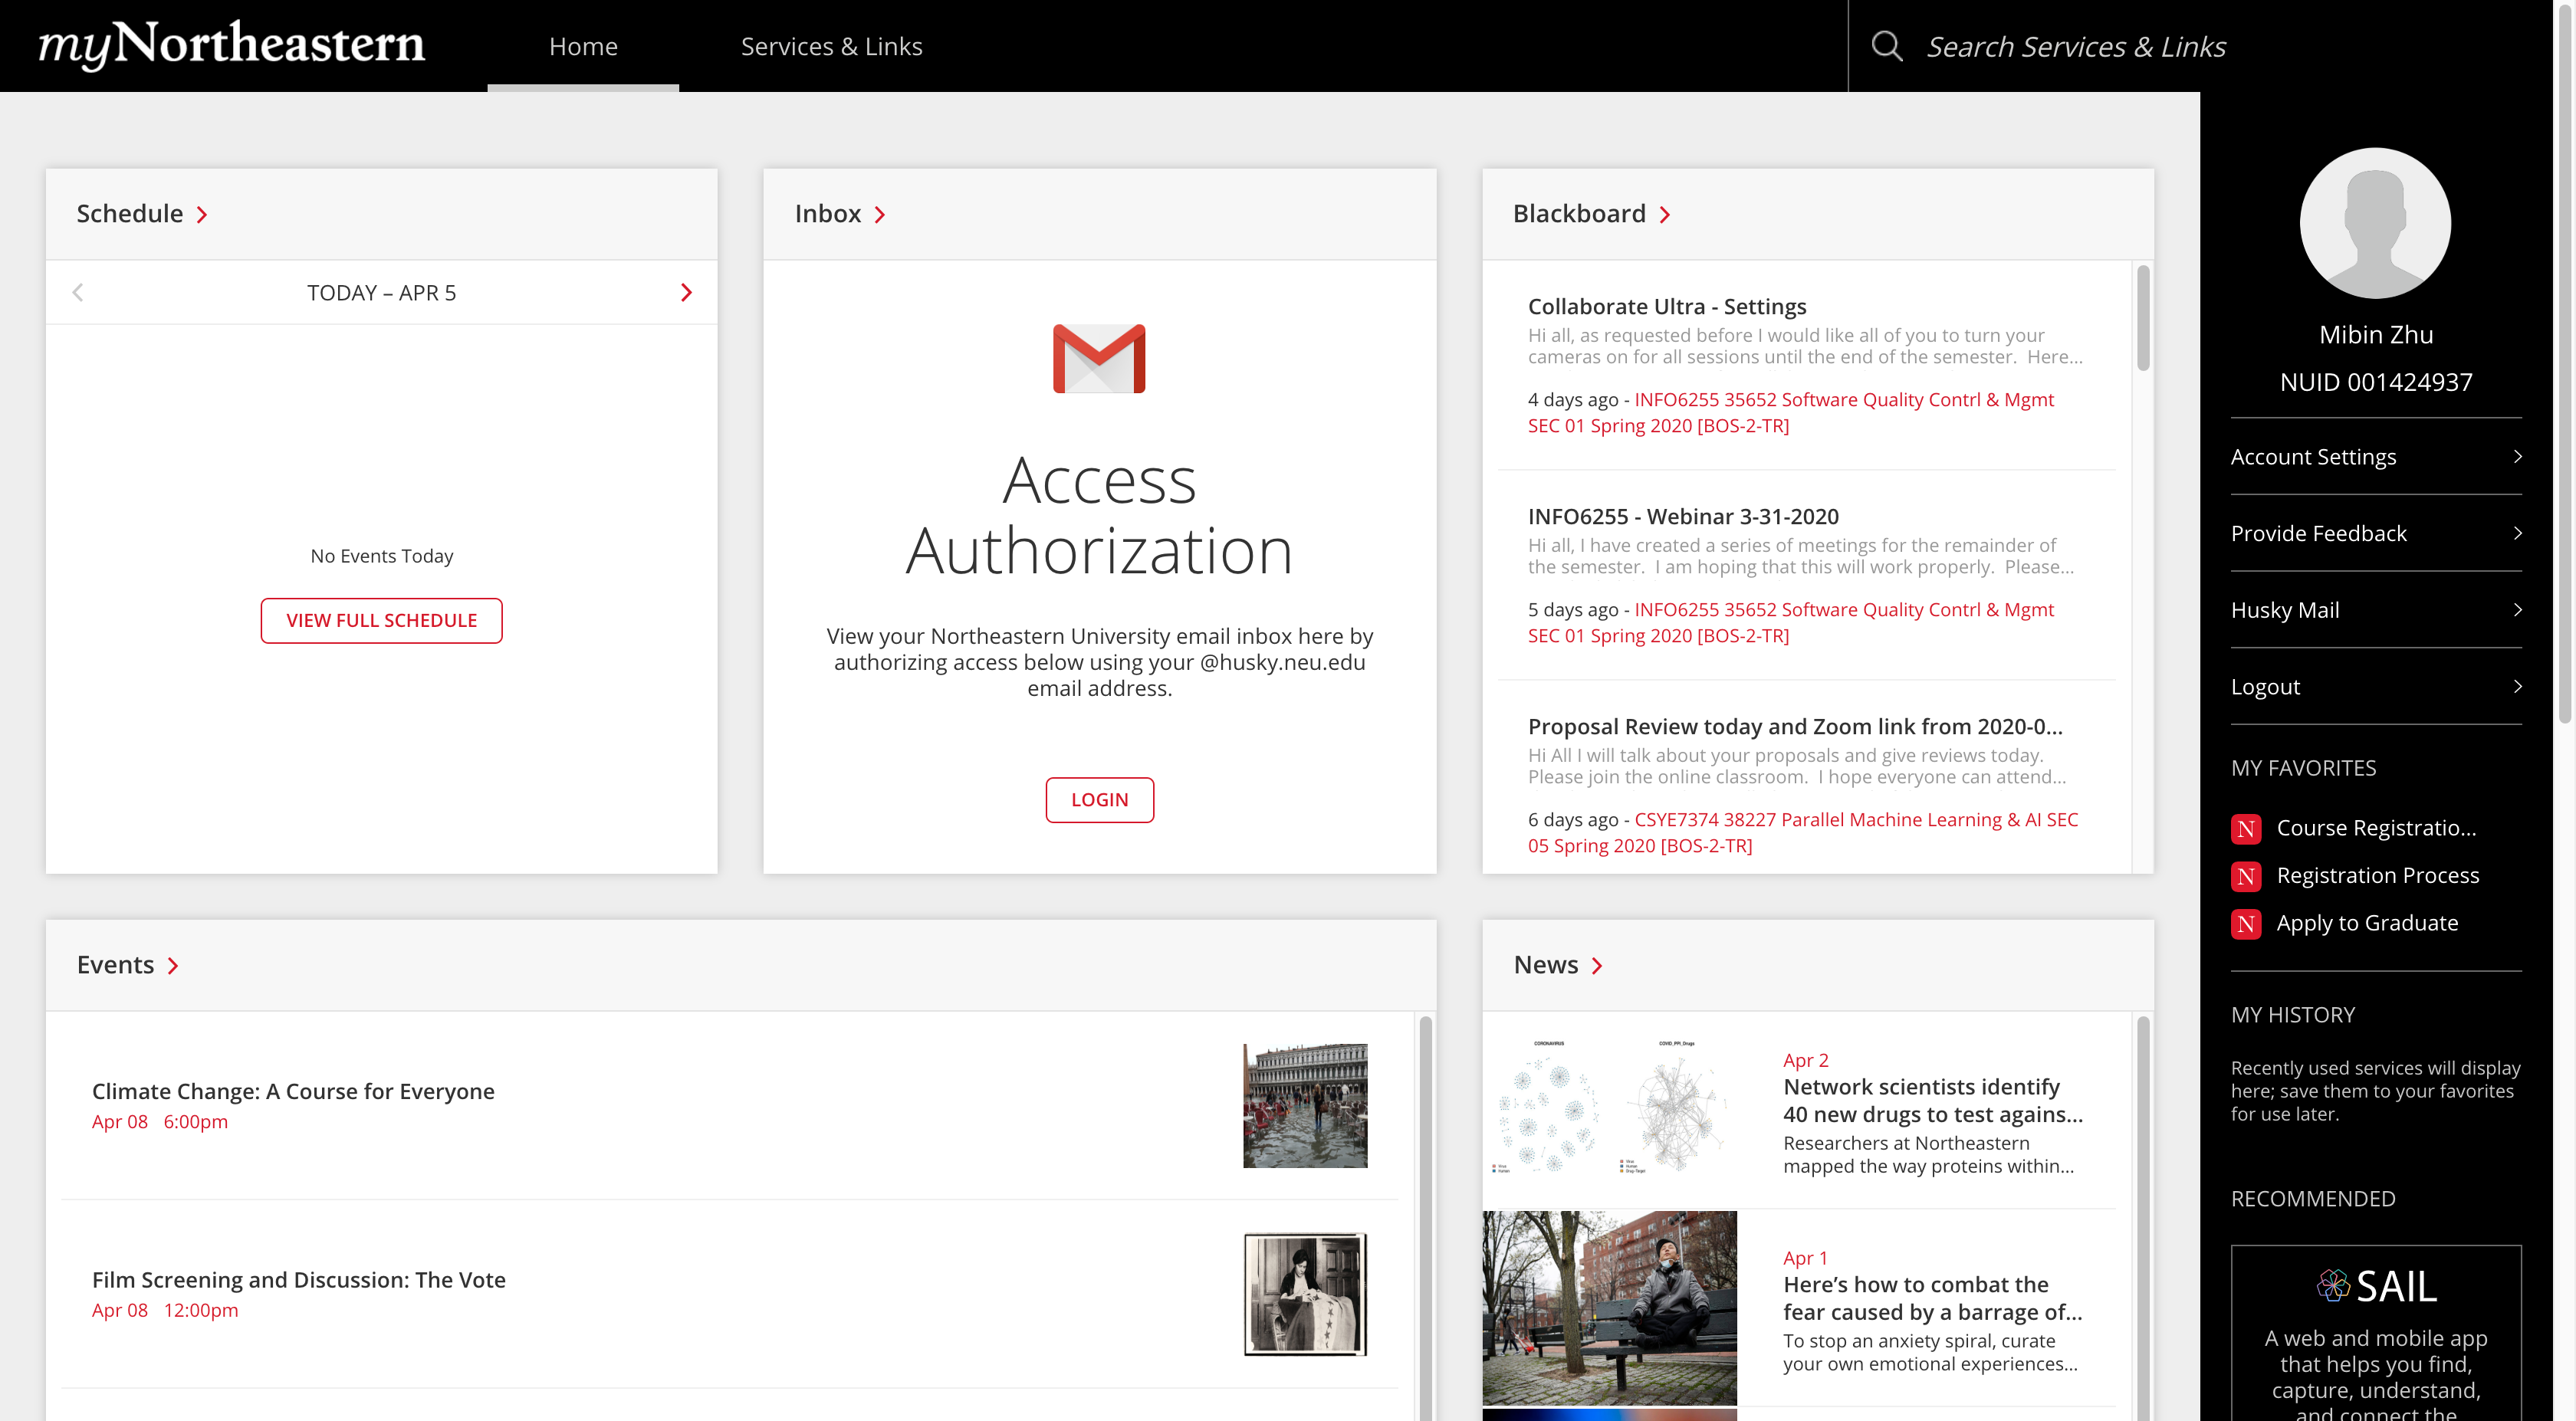 myNortheastern
Home
Services & Links
Search Services & Links
Schedule
TODAY – APR 5
No Events Today
VIEW FULL SCHEDULE
Inbox
Access
Authorization
View your Northeastern University email inbox here by
authorizing access below using your @husky.neu.edu
email address.
LOGIN
Blackboard
Collaborate Ultra - Settings
Hi all, as requested before I would like all of you to turn your
cameras on for all sessions until the end of the semester.  Here...
4 days ago - INFO6255 35652 Software Quality Contrl & Mgmt
SEC 01 Spring 2020 [BOS-2-TR]
INFO6255 - Webinar 3-31-2020
Hi all, I have created a series of meetings for the remainder of
the semester.  I am hoping that this will work properly.  Please...
5 days ago - INFO6255 35652 Software Quality Contrl & Mgmt
SEC 01 Spring 2020 [BOS-2-TR]
Proposal Review today and Zoom link from 2020-0...
Hi All I will talk about your proposals and give reviews today.
Please join the online classroom.  I hope everyone can attend...
6 days ago - CSYE7374 38227 Parallel Machine Learning & AI SEC
05 Spring 2020 [BOS-2-TR]
Events
Climate Change: A Course for Everyone
Apr 08 6:00pm
Film Screening and Discussion: The Vote
Apr 08 12:00pm
News
CORONAVIRUS
COVID_PPI_Drugs
Virus
Human
Virus
Human
Drug-Target
Apr 2
Network scientists identify
40 new drugs to test agains...
Researchers at Northeastern
mapped the way proteins within...
Apr 1
Here’s how to combat the
fear caused by a barrage of...
To stop an anxiety spiral, curate
your own emotional experiences...
Mibin Zhu
NUID 001424937
Account Settings
Provide Feedback
Husky Mail
Logout
MY FAVORITES
N Course Registratio...
N Registration Process
N Apply to Graduate
MY HISTORY
Recently used services will display
here; save them to your favorites
for use later.
RECOMMENDED
SAIL
A web and mobile app
that helps you find,
capture, understand,
and connect the